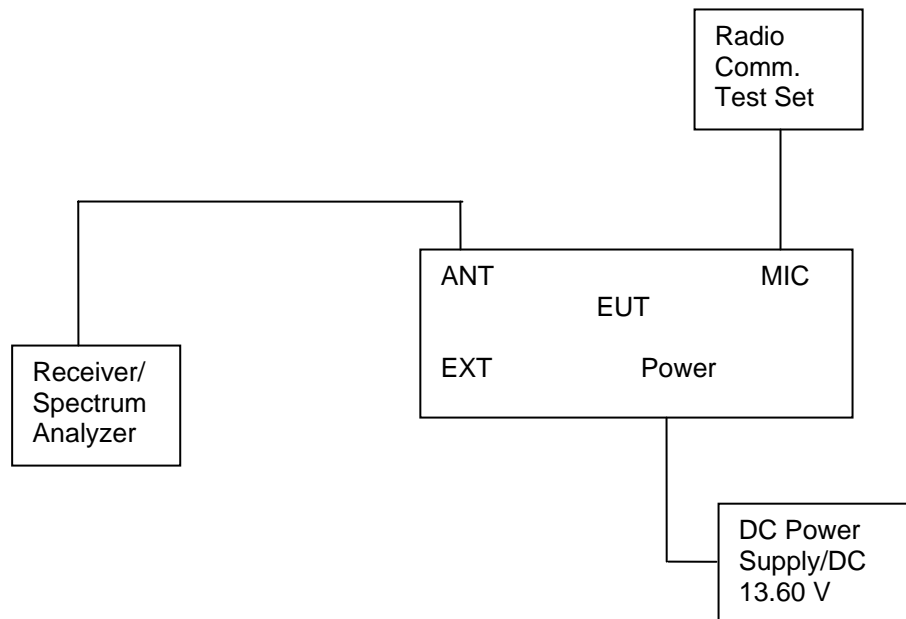 Radio
Comm.
Test Set
ANT
MIC
EUT
EXT
Power
Receiver/
Spectrum
Analyzer
DC Power
Supply/DC
13.60 V